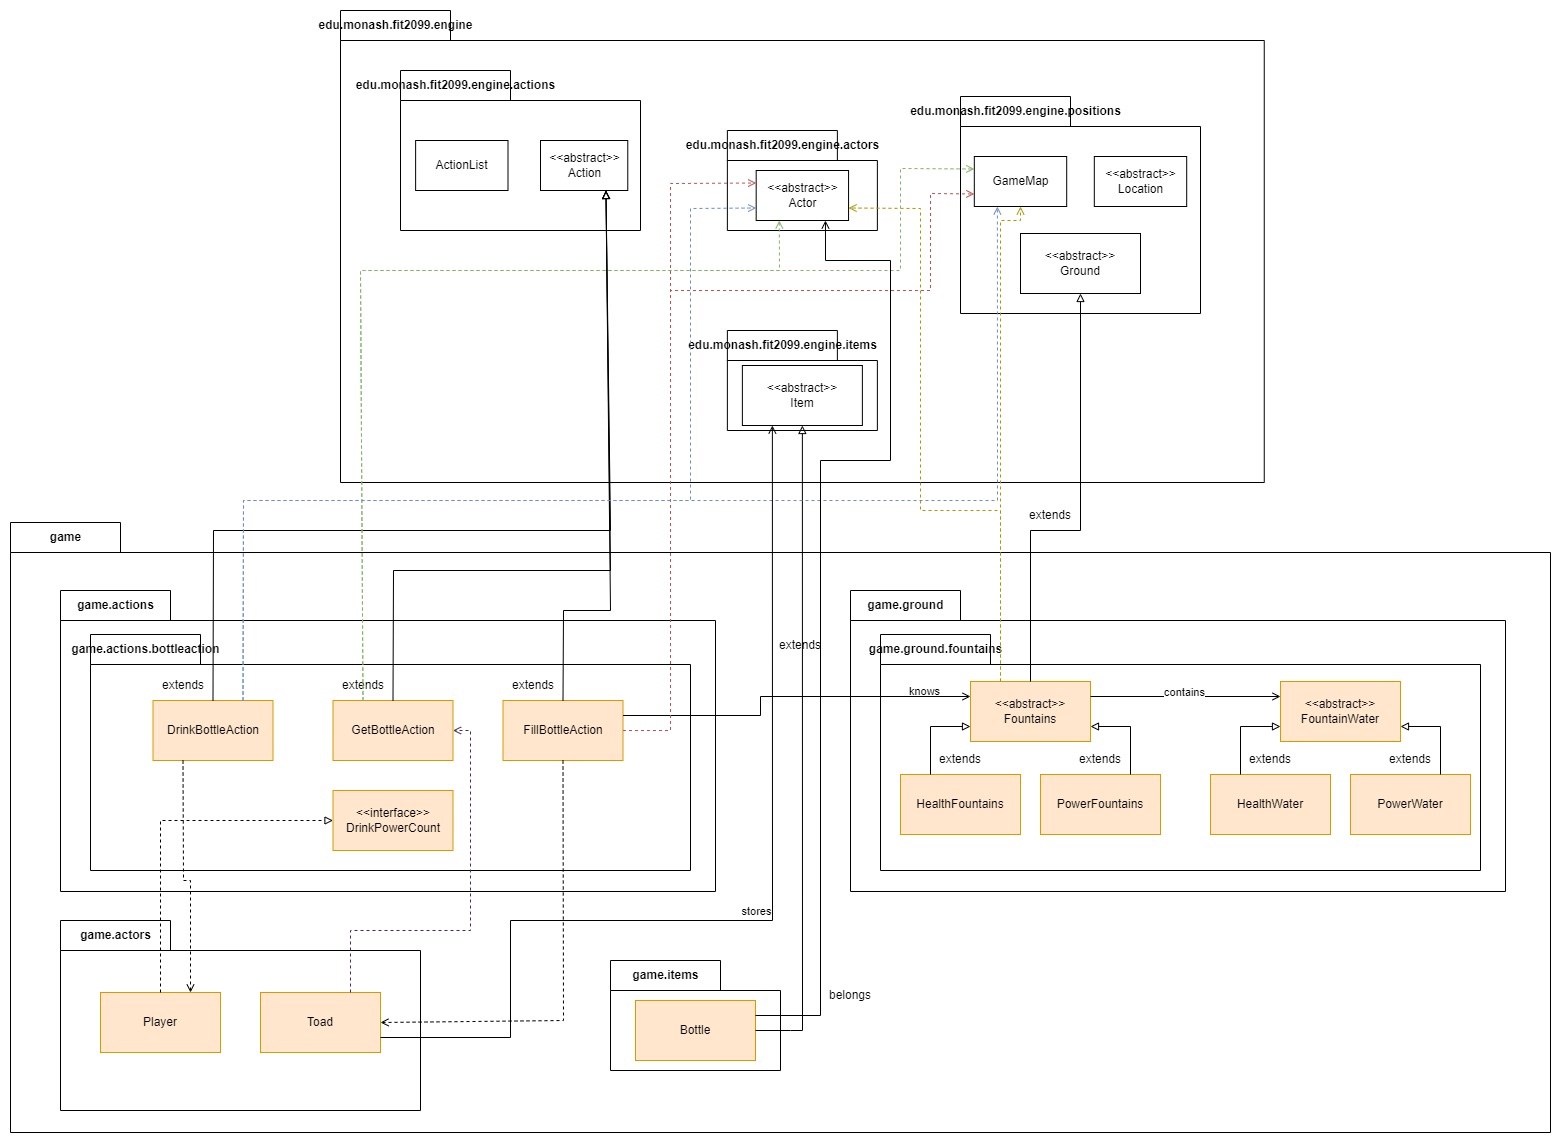 edu.monash.fit2099.engine
edu.monash.fit2099.engine.actions
ActionList
<<abstract>>
Action
edu.monash.fit2099.engine.actors
<<abstract>>
Actor
edu.monash.fit2099.engine.positions
GameMap
<<abstract>>
Location
<<abstract>>
Ground
edu.monash.fit2099.engine.items
<<abstract>>
Item
extends
game
game.actions
game.actions.bottleaction
extends
extends
extends
DrinkBottleAction
GetBottleAction
FillBottleAction
<<interface>>
DrinkPowerCount
extends
game.ground
game.ground.fountains
knows
<<abstract>>
Fountains
contains
<<abstract>>
FountainWater
extends
extends
extends
extends
HealthFountains
PowerFountains
HealthWater
PowerWater
stores
game.actors
Player
Toad
game.items
Bottle
belongs